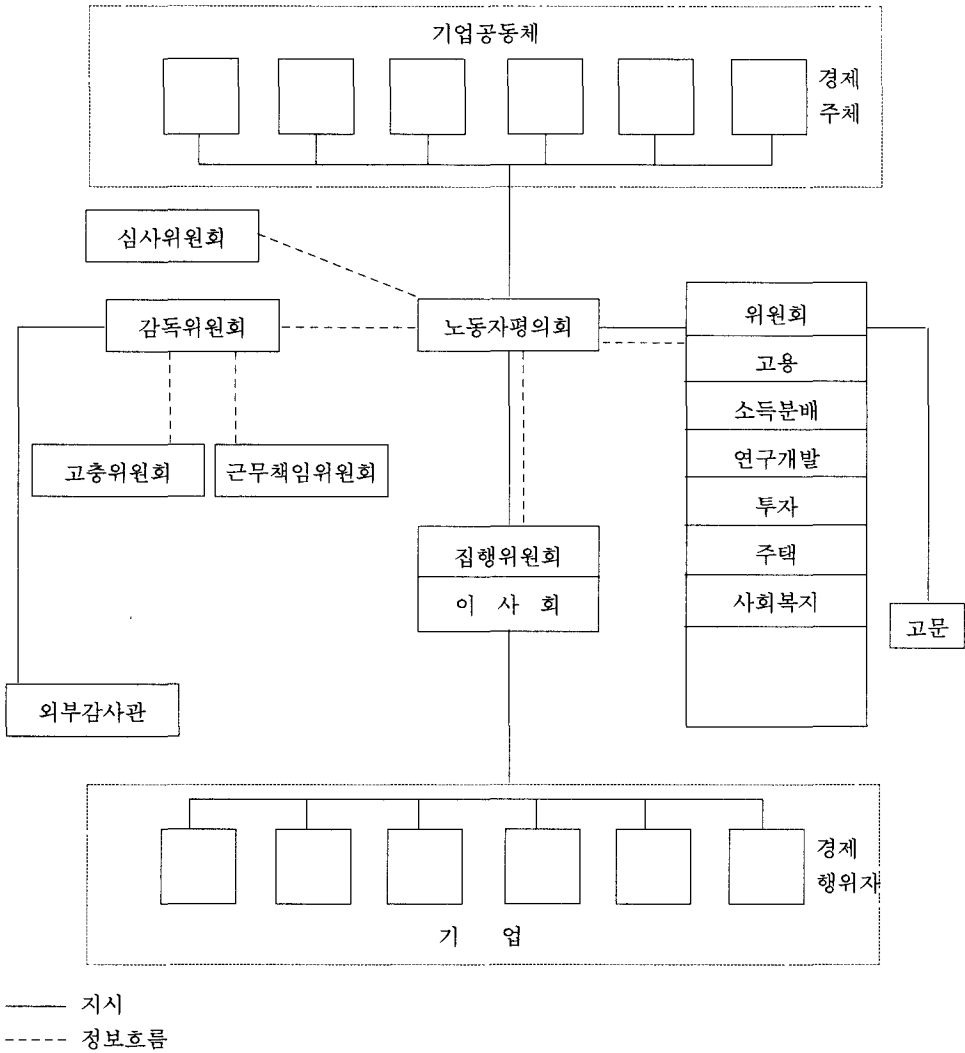 기업공동체
경제
주체
심사위원회
감독위원회
노동자평의회
위원회
고용
소득분배
연구개발
투자
주택
사회복지
고충위원회
근무책임위원회
집행위원회
이 사 회
고문
외부감사관
경제
행위자
기 업
지시
정보흐름